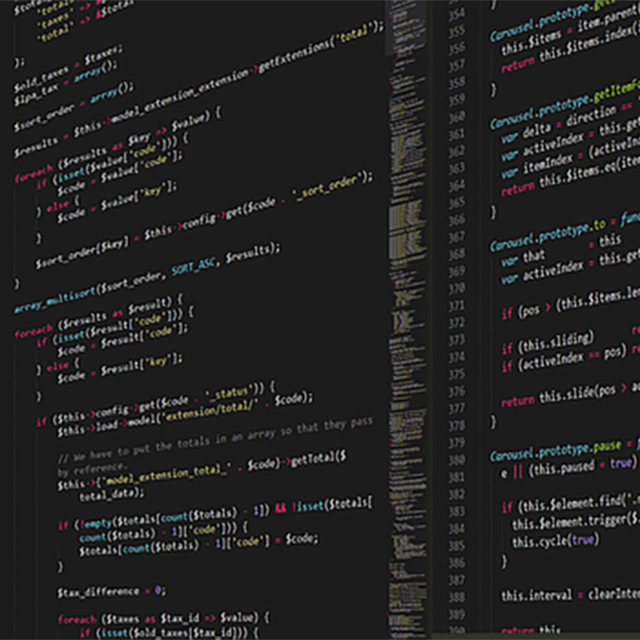 'total' => $total
);
$old_taxes = $taxes;
$lpa_tax = array();
$sort_order = array();
$results = $this->model_extension_extension->getExtensions('total');
foreach ($results as $key => $value) {
if (isset($value['code'])) {
$code = $value['code'];
} else {
$code = $value['key'];
}
$sort_order[$key] = $this->config->get($code . '_sort_order');
}
array_multisort($sort_order, SORT_ASC, $results);
foreach ($results as $result) {
if (isset($result['code'])) {
$code = $result['code'];
} else {
$code = $result['key'];
}
if ($this->config->get($code . '_status')) {
$this->load->model('extension/total/' . $code);
// We have to put the totals in an array so that they pass
by reference.
$this->{'model_extension_total_' . $code}->getTotal($
total_data);
if (!empty($totals[count($totals) - 1]) && !isset($totals[
count($totals) - 1]['code'])) {
$totals[count($totals) - 1]['code'] = $code;
}
$tax_difference = 0;
foreach ($taxes as $tax_id => $value) {
if (isset($old_taxes[$tax_id])) {
354
355 Carousel.prototype.
356 this.$items = item.parent
357 return this.$items.index(
358 }
359
360 Carousel.prototype.getItemFo
361 var delta = direction ==
362 var activeIndex = this.ge
363 var itemIndex = (activeIn
364 return this.$items.eq(ite
365 }
366
367 Carousel.prototype.to = func
368 var that = this
369 var activeIndex = this.get
370
371 if (pos > (this.$items.len
372
373 if (this.sliding)
374 if (activeIndex == pos) re
375
376 return this.slide(pos >
377 }
378
379 Carousel.prototype.pause =
380 e || (this.paused = true)
381
382 if (this.$element.find('.
383 this.$element.trigger($.
384 this.cycle(true)
385 }
386
387 this.interval = clearInte
388
389 return this